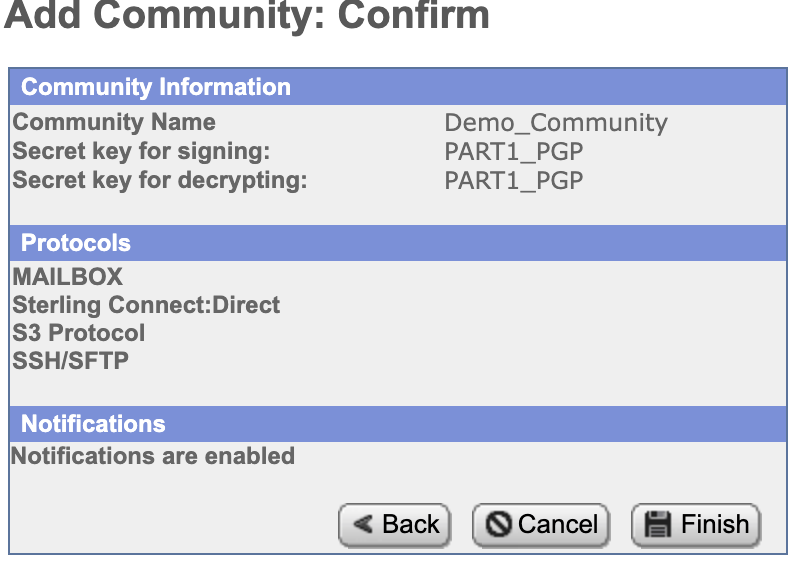 Add Community: Confirm
Community Information
Community Name Demo_Community
Secret key for signing: PART1_PGP
Secret key for decrypting: PART1_PGP
Protocols
MAILBOX
Sterling Connect:Direct
S3 Protocol
SSH/SFTP
Notifications
Notifications are enabled
Back Cancel Finish